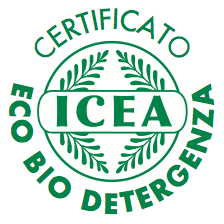 CERTIFICATO
ICEA
ECO BIO DETERGENZA